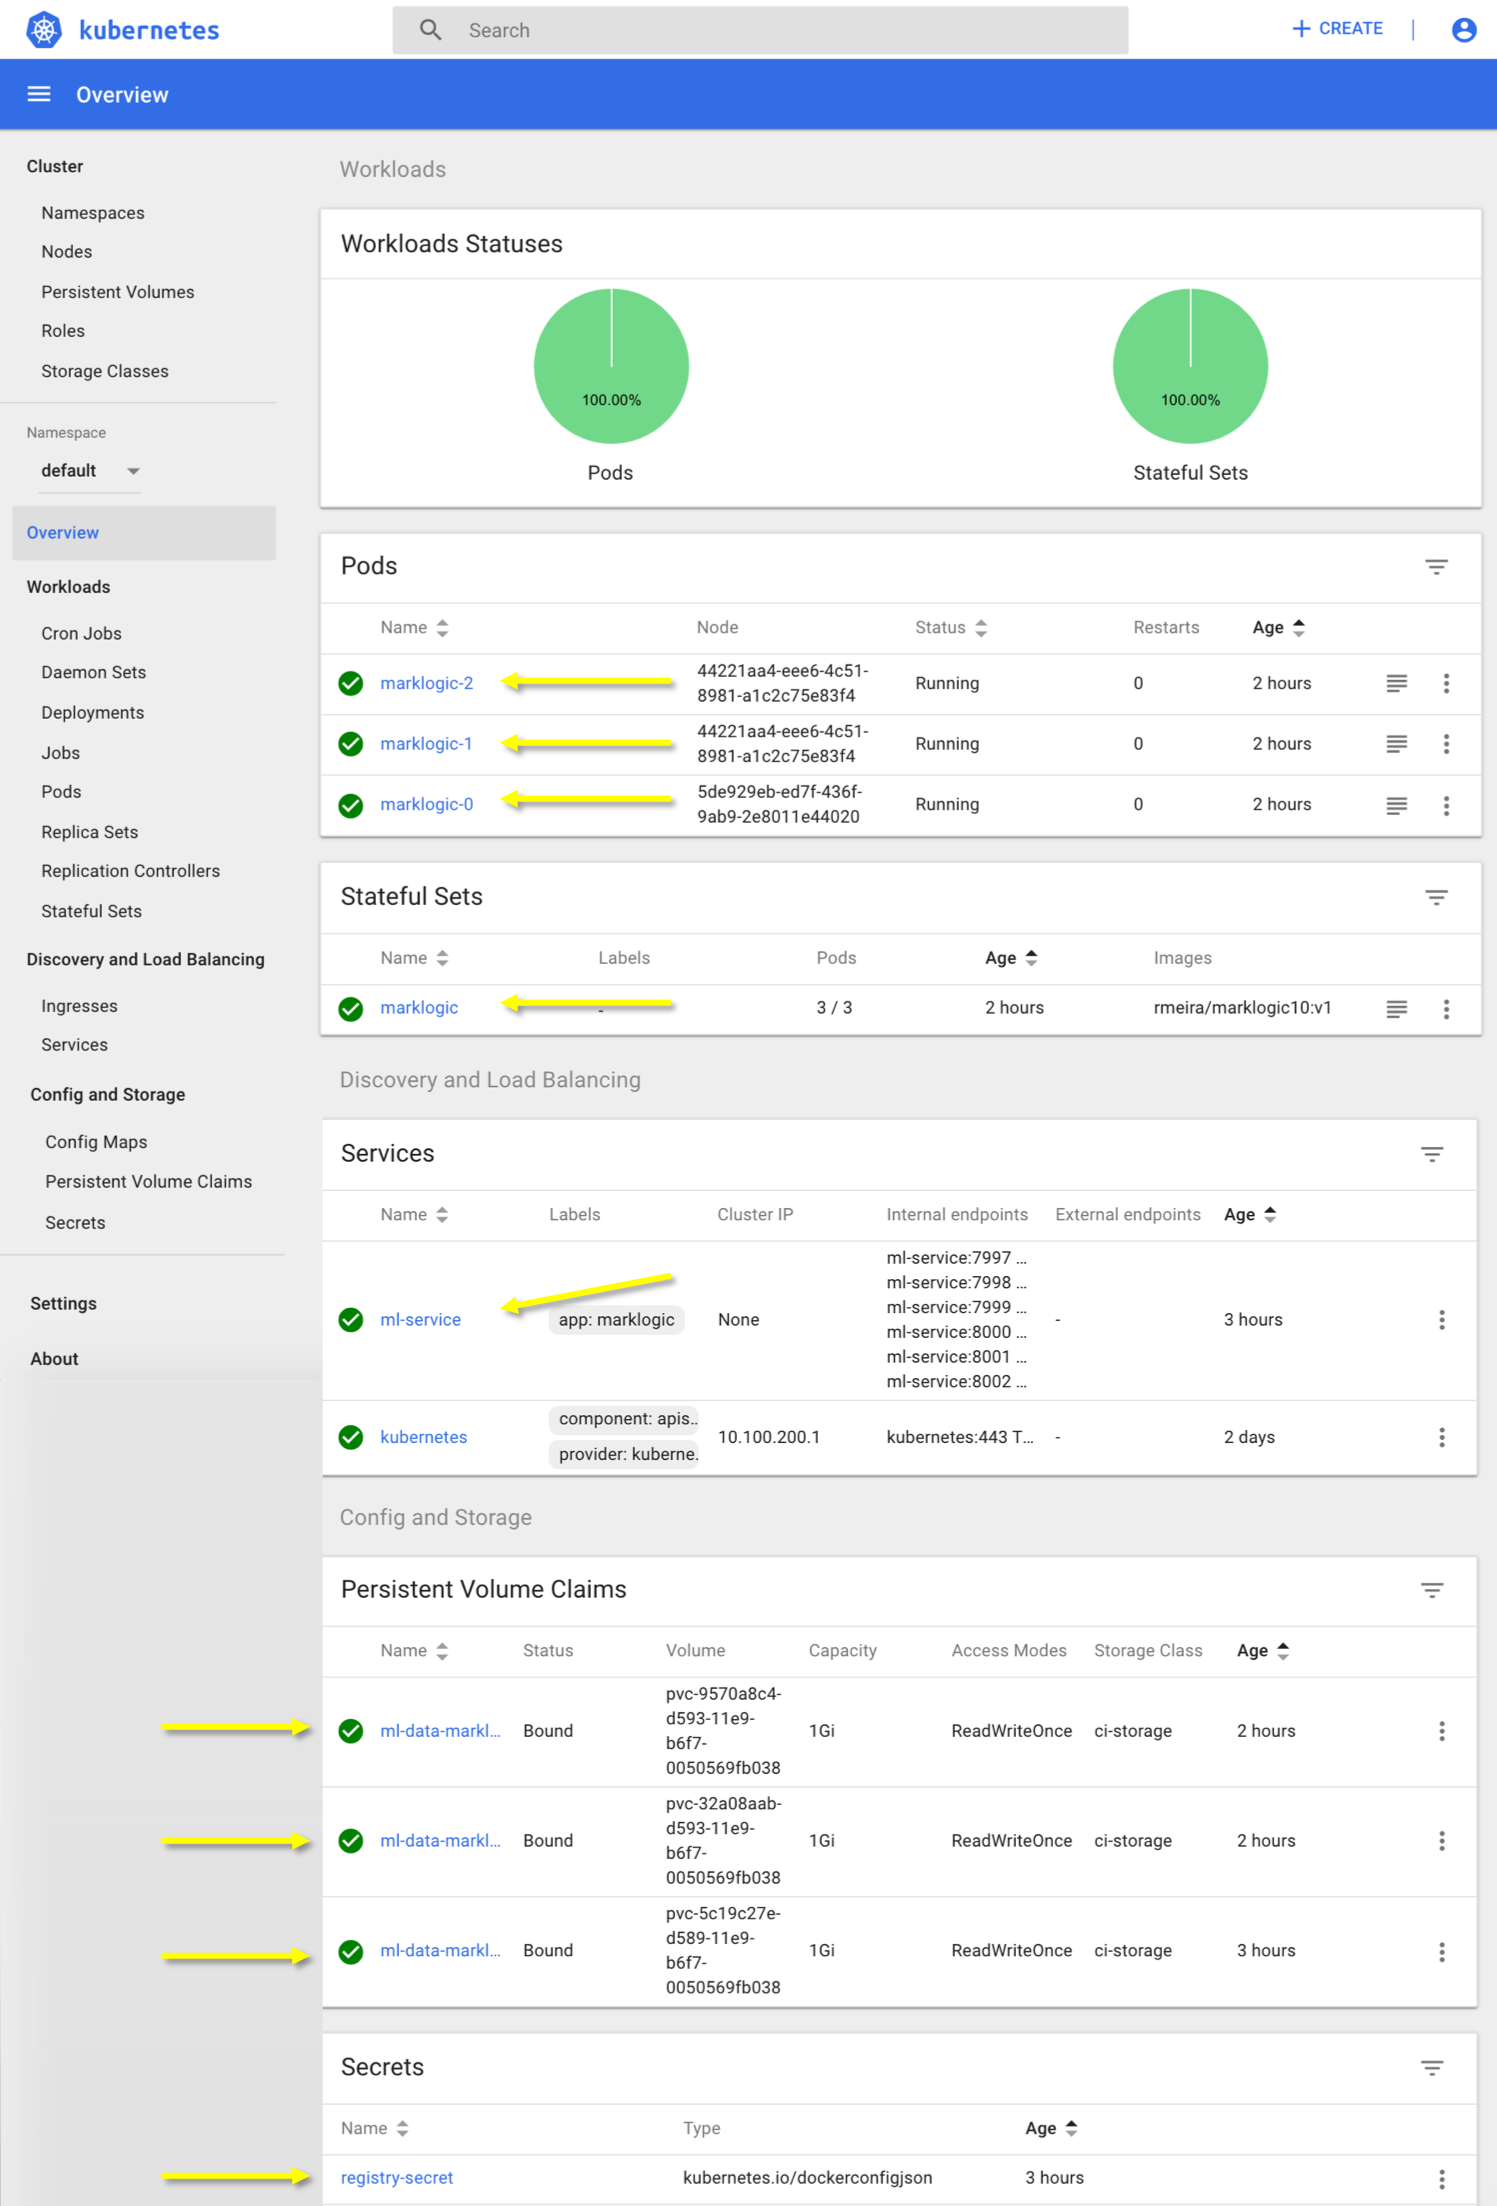 kubernetes
Search
+ CREATE
Overview
Cluster
Namespaces
Nodes
Persistent Volumes
Roles
Storage Classes
Namespace
default
Overview
Workloads
Cron Jobs
Daemon Sets
Deployments
Jobs
Pods
Replica Sets
Replication Controllers
Stateful Sets
Discovery and Load Balancing
Ingresses
Services
Config and Storage
Config Maps
Persistent Volume Claims
Secrets
Settings
About
Workloads
Workloads Statuses
100.00%
100.00%
Pods
Stateful Sets
Pods
Name Node Status Restarts Age
marklogic-2 44221aa4-eee6-4c51- Running 0 2 hours
8981-a1c2c75e83f4
marklogic-1 44221aa4-eee6-4c51- Running 0 2 hours
8981-a1c2c75e83f4
marklogic-0 5de929eb-ed7f-436f- Running 0 2 hours
9ab9-2e8011e44020
Stateful Sets
Name Labels Pods Age Images
marklogic - 3 / 3 2 hours rmeira/marklogic10:v1
Discovery and Load Balancing
Services
Name Labels Cluster IP Internal endpoints External endpoints Age
ml-service app: marklogic None - 3 hours
ml-service:7997 ...
ml-service:7998 ...
ml-service:7999 ...
ml-service:8000 ...
ml-service:8001 ...
ml-service:8002 ...
kubernetes component: apis.. 10.100.200.1 kubernetes:443 T... - 2 days
provider: kuberne.
Config and Storage
Persistent Volume Claims
Name Status Volume Capacity Access Modes Storage Class Age
ml-data-markl... Bound pvc-9570a8c4- 1Gi ReadWriteOnce ci-storage 2 hours
d593-11e9-
b6f7-
0050569fb038
ml-data-markl... Bound pvc-32a08aab- 1Gi ReadWriteOnce ci-storage 2 hours
d593-11e9-
b6f7-
0050569fb038
ml-data-markl... Bound pvc-5c19c27e- 1Gi ReadWriteOnce ci-storage 3 hours
d589-11e9-
b6f7-
0050569fb038
Secrets
Name Type Age
registry-secret kubernetes.io/dockerconfigjson 3 hours